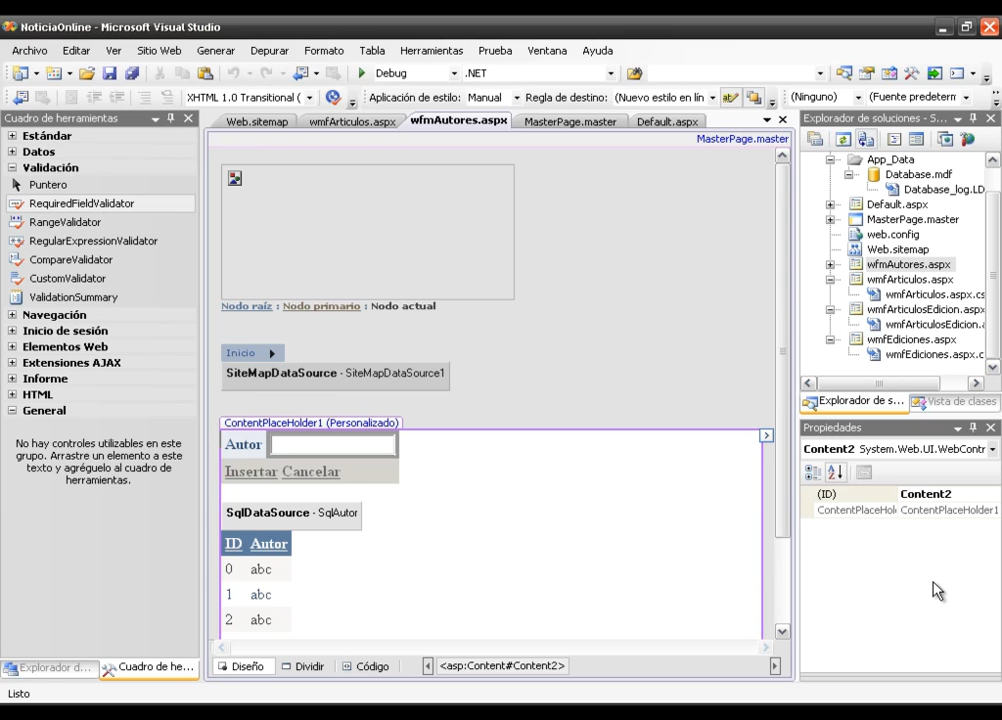 NoticiaOnline - Microsoft Visual Studio
Archivo Editar Ver Sitio Web Generar Depurar Formato Tabla Herramientas Prueba Ventana Ayuda
Debug .NET
XHTML 1.0 Transitional ( Aplicación de estilo: Manual Regla de destino: (Nuevo estilo en lín (Ninguno) (Fuente predeterm
Cuadro de herramientas
Estándar
Datos
Validación
Puntero
RequiredFieldValidator
RangeValidator
RegularExpressionValidator
CompareValidator
CustomValidator
ValidationSummary
Navegación
Inicio de sesión
Elementos Web
Extensiones AJAX
Informe
HTML
General
No hay controles utilizables en este
grupo. Arrastre un elemento a este
texto y agréguelo al cuadro de
herramientas.
Explorador d... Cuadro de he...
Web.sitemap wmfArticulos.aspx wfmAutores.aspx MasterPage.master Default.aspx
MasterPage.master
Nodo raíz : Nodo primario : Nodo actual
Inicio
SiteMapDataSource - SiteMapDataSource1
ContentPlaceHolder1 (Personalizado)
Autor
Insertar Cancelar
SqlDataSource - SqlAutor
ID Autor
0 abc
1 abc
2 abc
Diseño Dividir Código <asp:Content#Content2>
Explorador de soluciones - S...
App_Data
Database.mdf
Database_log.LD
Default.aspx
MasterPage.master
web.config
Web.sitemap
wfmAutores.aspx
wmfArticulos.aspx
wmfArticulos.aspx.cs
wmfArticulosEdicion.aspx
wmfArticulosEdicion.a
wmfEdiciones.aspx
wmfEdiciones.aspx.c
Explorador de s... Vista de clases
Propiedades
Content2 System.Web.UI.WebContr
(ID) Content2
ContentPlaceHol ContentPlaceHolder1
Listo